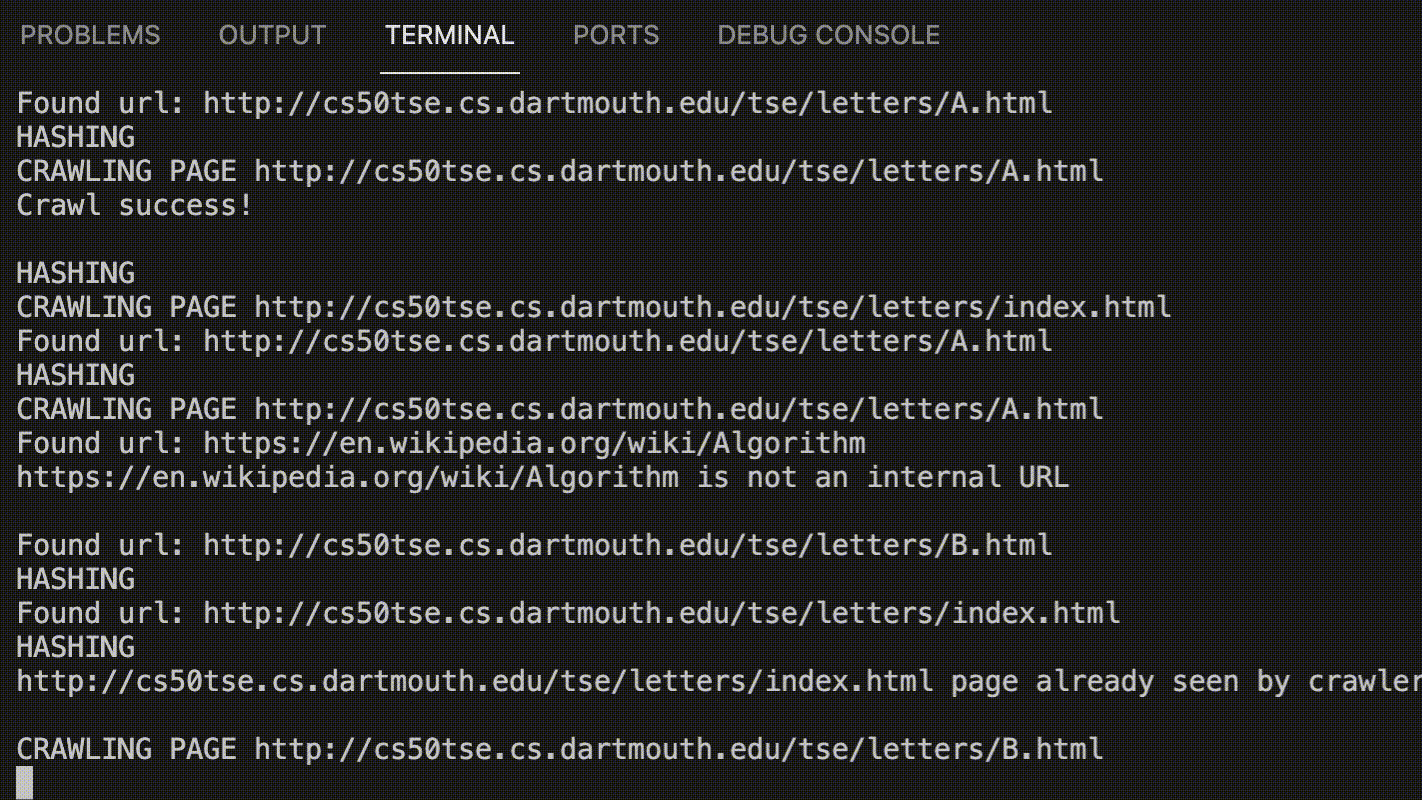 PROBLEMS OUTPUT TERMINAL PORTS DEBUG CONSOLE
Found url: http://cs50tse.cs.dartmouth.edu/tse/letters/A.html
HASHING
CRAWLING PAGE http://cs50tse.cs.dartmouth.edu/tse/letters/A.html
Crawl success!
HASHING
CRAWLING PAGE http://cs50tse.cs.dartmouth.edu/tse/letters/index.html
Found url: http://cs50tse.cs.dartmouth.edu/tse/letters/A.html
HASHING
CRAWLING PAGE http://cs50tse.cs.dartmouth.edu/tse/letters/A.html
Found url: https://en.wikipedia.org/wiki/Algorithm
https://en.wikipedia.org/wiki/Algorithm is not an internal URL
Found url: http://cs50tse.cs.dartmouth.edu/tse/letters/B.html
HASHING
Found url: http://cs50tse.cs.dartmouth.edu/tse/letters/index.html
HASHING
http://cs50tse.cs.dartmouth.edu/tse/letters/index.html page already seen by crawler
CRAWLING PAGE http://cs50tse.cs.dartmouth.edu/tse/letters/B.html